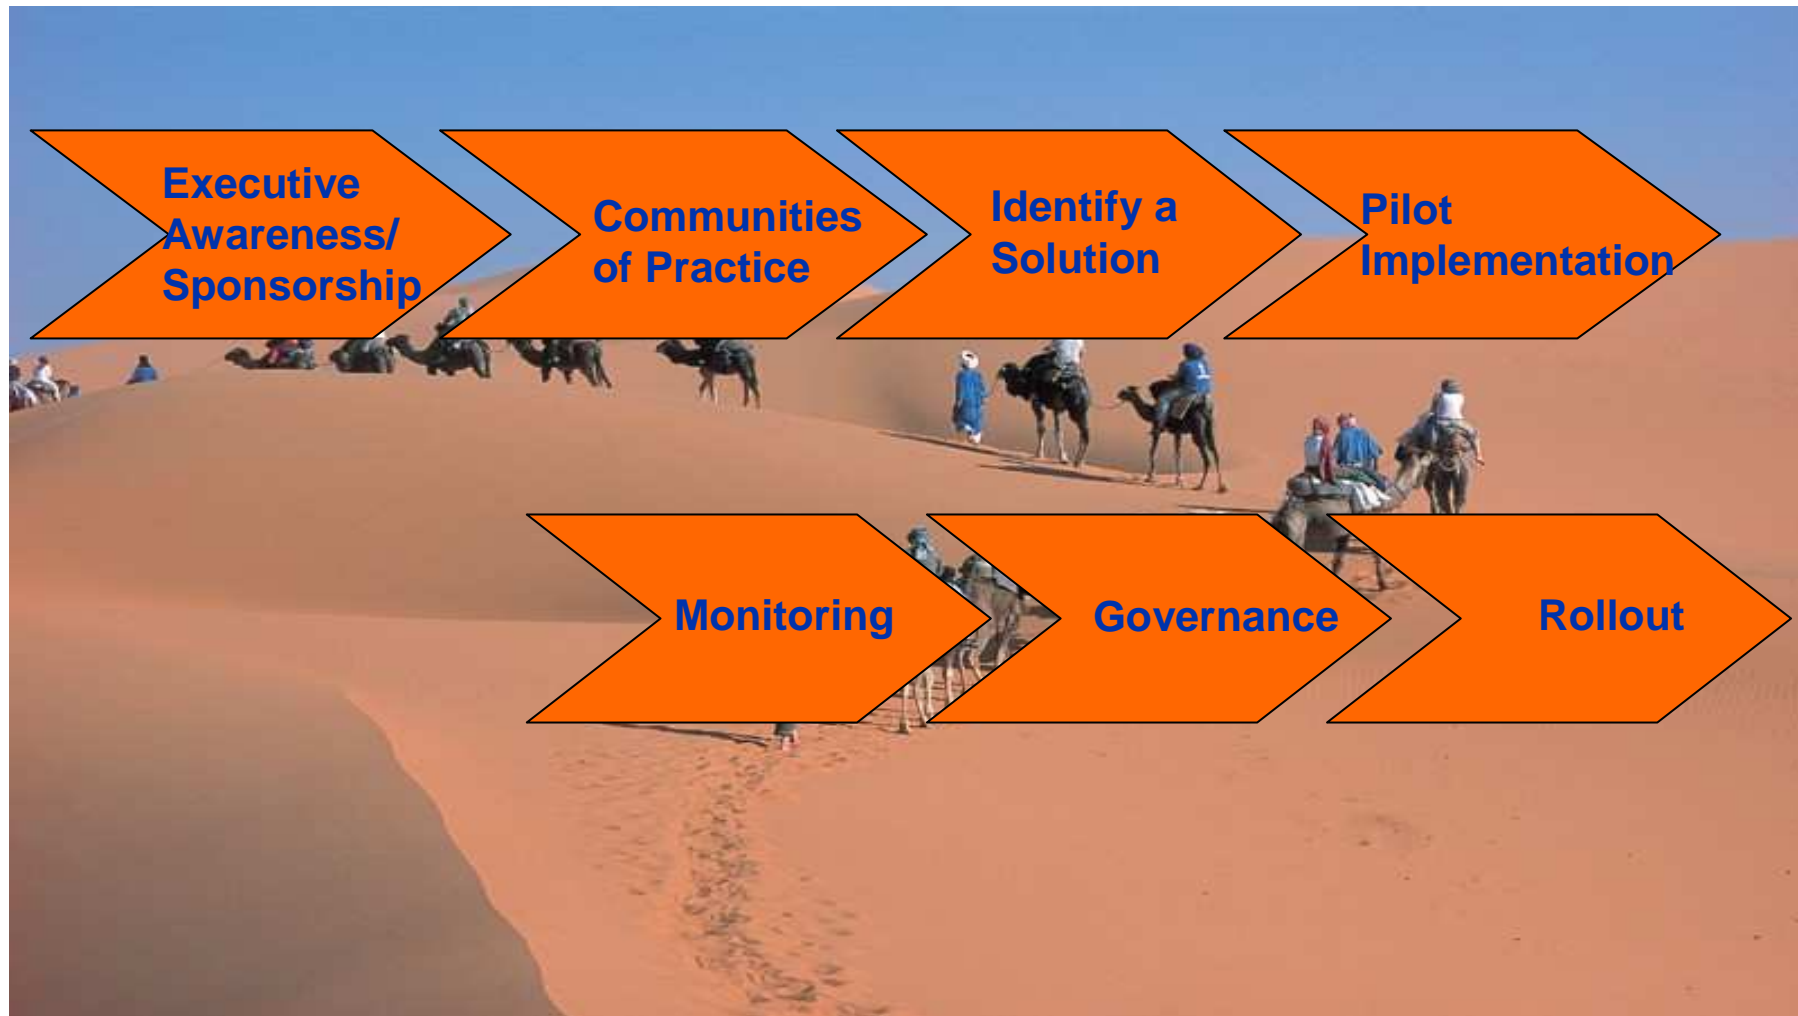 Executive
Awareness/
Sponsorship
Communities
of Practice
Identify a
Solution
Pilot
Implementation
Monitoring
Governance
Rollout